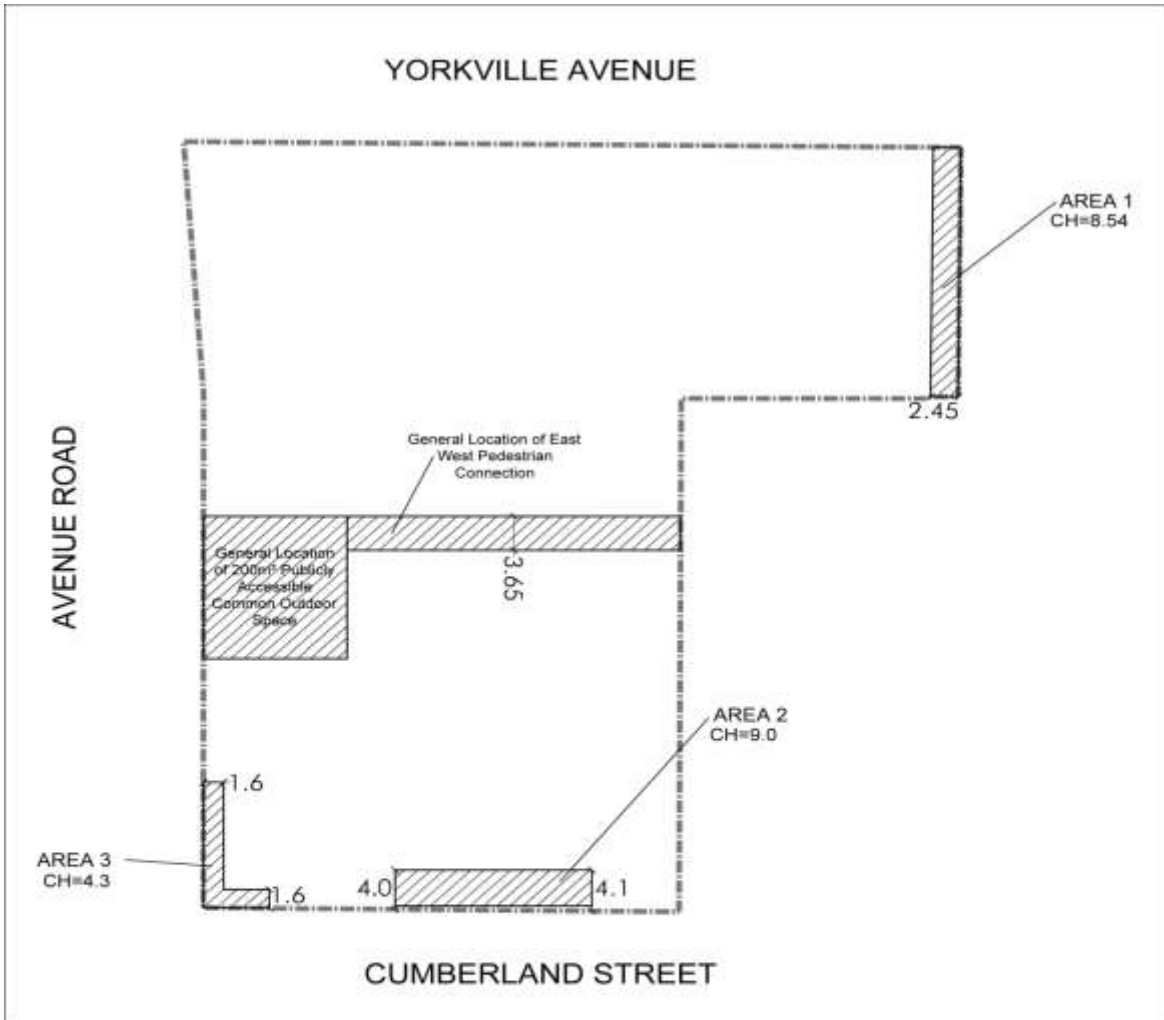 YORKVILLE AVENUE
AREA 1
CH=8.54
2.45
AVENUE ROAD
General Location of East
West Pedestrian
Connection
General Location
of 200m² Publicly
Accessible
Common Outdoor
Space
3.65
AREA 2
CH=9.0
1.6
AREA 3
CH=4.3
1.6
4.0
4.1
CUMBERLAND STREET